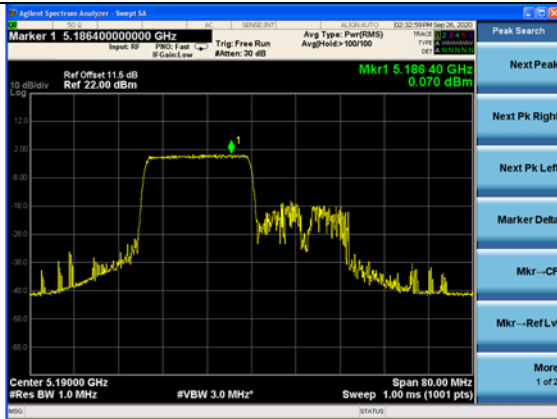 Agilent Spectrum Analyzer - Swept SA
50 Ω AC SENSE:INT ALIGN AUTO 02:32:59 PM Sep 26, 2020
Marker 1 5.186400000000 GHz
Input: RF PNO: Fast IFGain:Low
Trig: Free Run
#Atten: 30 dB
Avg Type: Pwr(RMS)
Avg|Hold>100/100
TRACE 1 2 3 4 5 6
TYPE
DET A N N N N N
Ref Offset 11.5 dB
10 dB/div Ref 22.00 dBm
Log
Mkr1 5.186 40 GHz
0.070 dBm
1
12.0
2.00
-8.00
-18.0
-28.0
-38.0
-48.0
-58.0
-68.0
Center 5.19000 GHz Span 80.00 MHz
#Res BW 1.0 MHz #VBW 3.0 MHz* Sweep 1.00 ms (1001 pts)
MSG STATUS
Peak Search
Next Peak
Next Pk Right
Next Pk Left
Marker Delta
Mkr→CF
Mkr→Ref Lvl
More
1 of 2